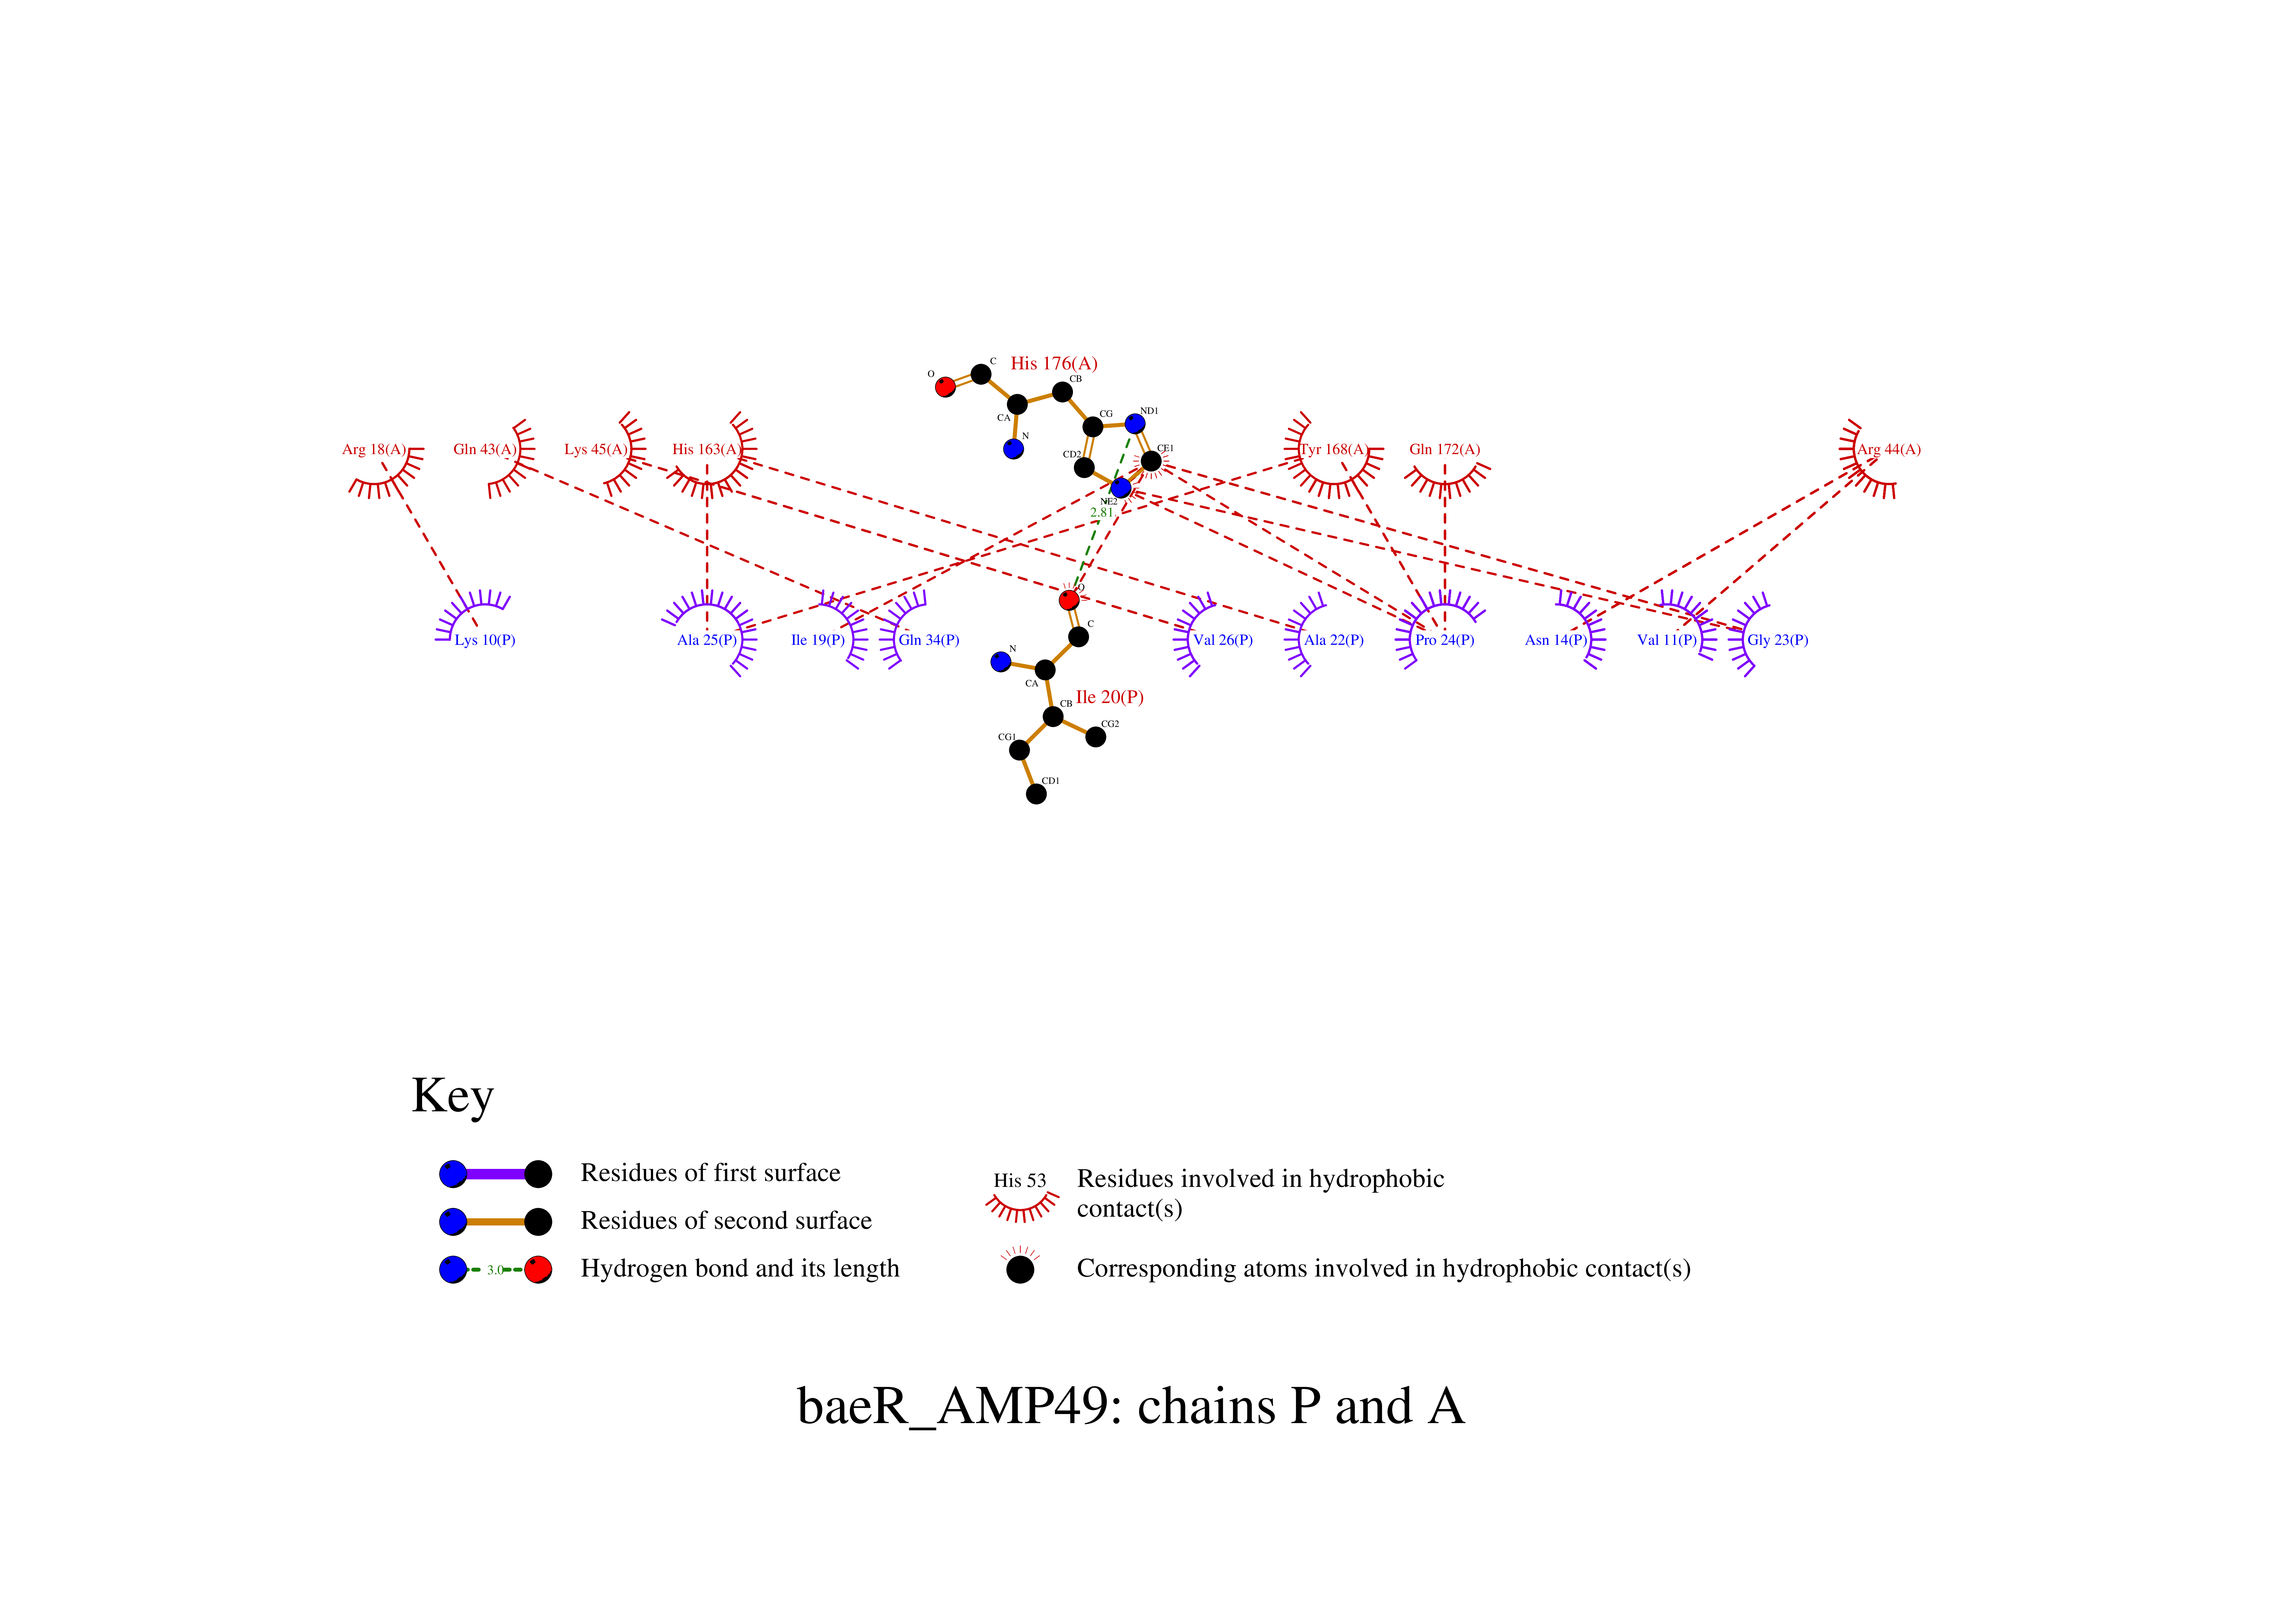 His 176(A)
O
C
CB
CA
N
CG
ND1
CD2
CE1
NE2
2.81
Arg 18(A)
Gln 43(A)
Lys 45(A)
His 163(A)
Tyr 168(A)
Gln 172(A)
Arg 44(A)
Lys 10(P)
Ala 25(P)
Ile 19(P)
Gln 34(P)
Val 26(P)
Ala 22(P)
Pro 24(P)
Asn 14(P)
Val 11(P)
Gly 23(P)
C
N
CA
Ile 20(P)
CB
CG2
CG1
CD1
Key
Residues of first surface
Residues of second surface
3.0
Hydrogen bond and its length
His 53
Residues involved in hydrophobic
contact(s)
Corresponding atoms involved in hydrophobic contact(s)
baeR_AMP49: chains P and A